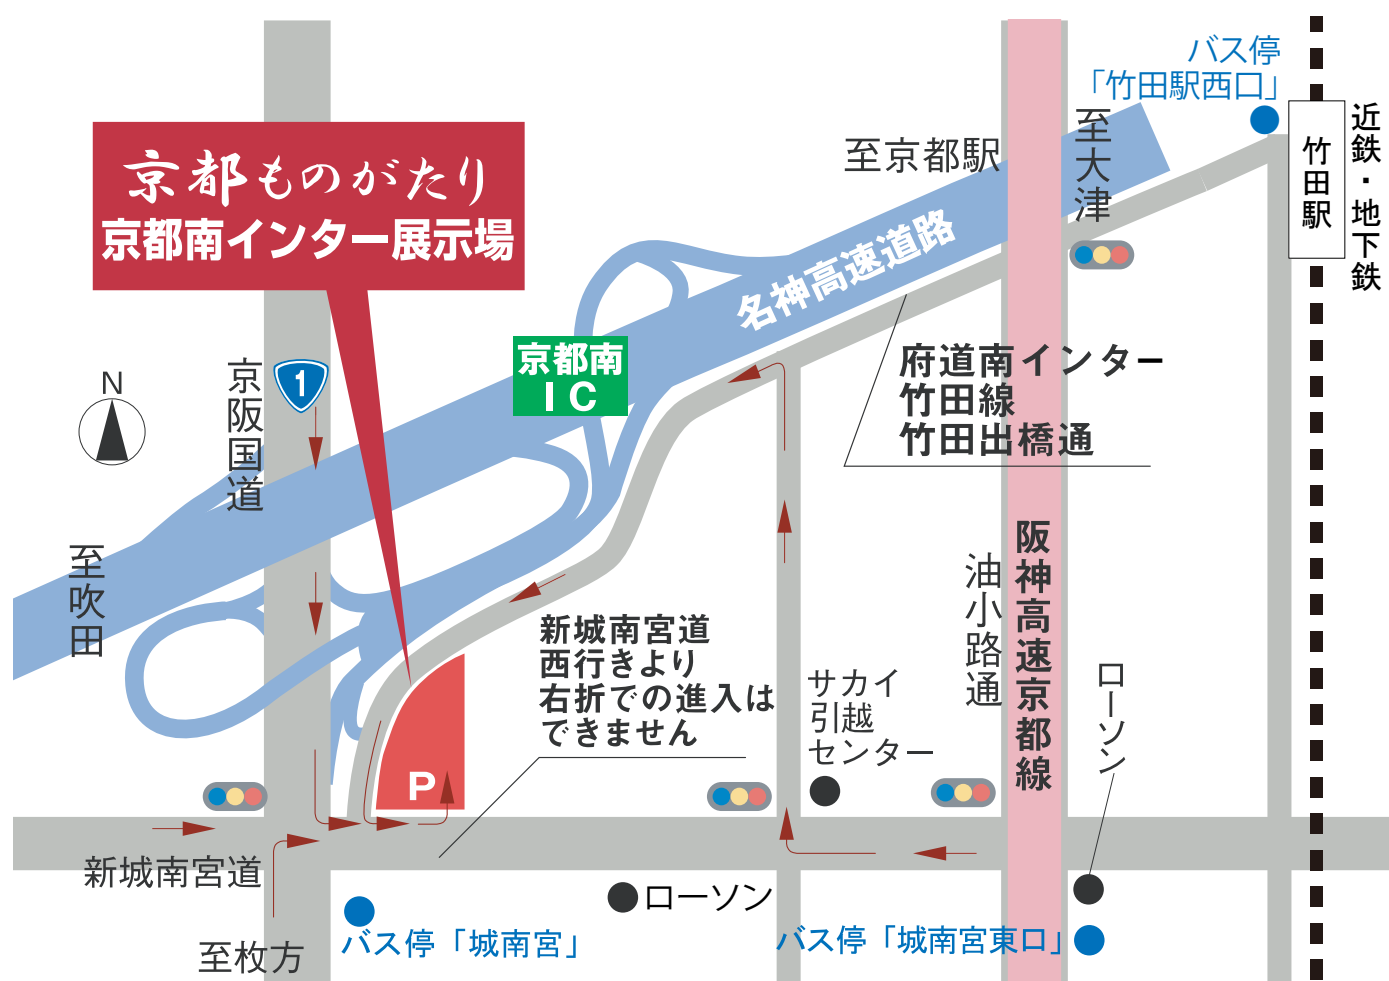 バス停
「竹田駅西口」
近鉄・地下鉄
竹田駅
至大津
至京都駅
京都ものがたり
京都南インター展示場
名神高速道路
京都南
IC
1
京阪国道
N
府道南インター
竹田線
竹田出橋通
至吹田
阪神高速京都線
油小路通
新城南宮道
西行きより
右折での進入は
できません
サカイ
引越
センター
ローソン
P
新城南宮道
ローソン
至枚方
バス停「城南宮」
バス停「城南宮東口」